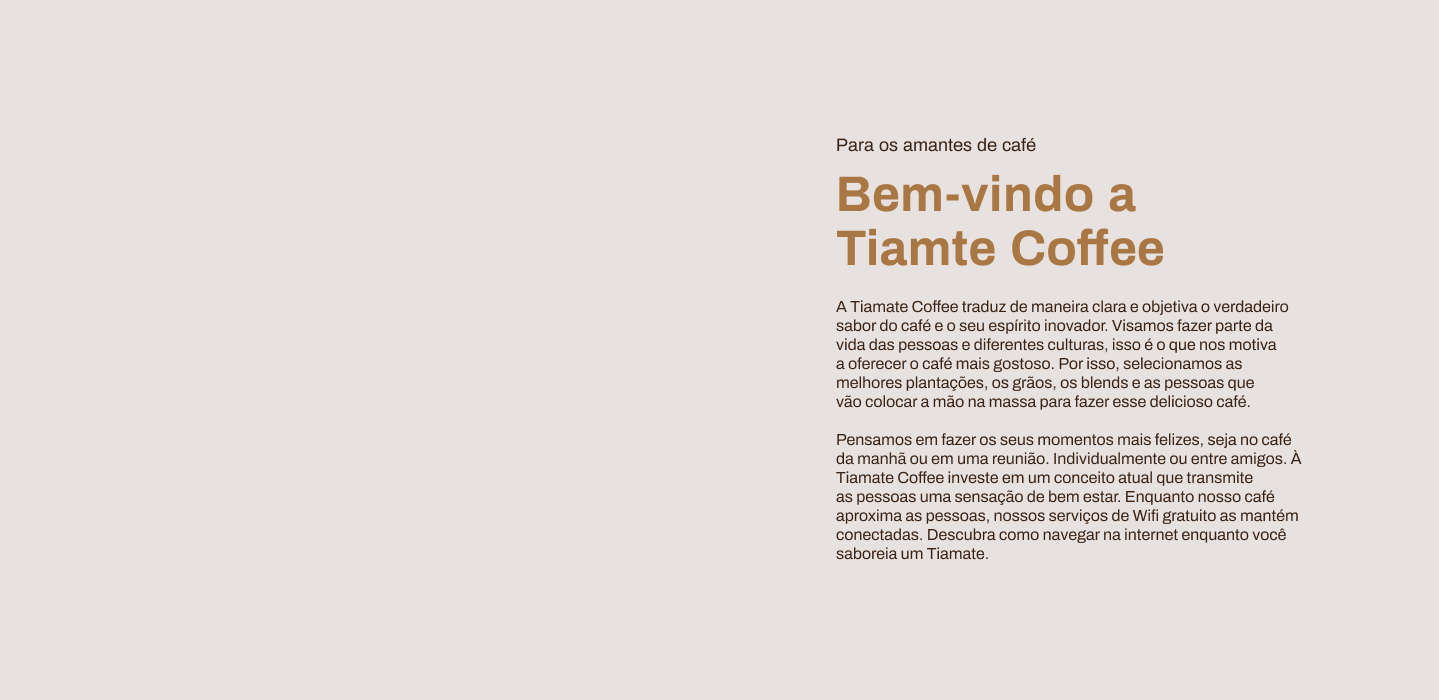 Para os amantes de café
Bem-vindo a
Tiamte Coffee
A Tiamate Coffee traduz de maneira clara e objetiva o verdadeiro
sabor do café e o seu espírito inovador. Visamos fazer parte da
vida das pessoas e diferentes culturas, isso é o que nos motiva
a oferecer o café mais gostoso. Por isso, selecionamos as
melhores plantações, os grãos, os blends e as pessoas que
vão colocar a mão na massa para fazer esse delicioso café.
Pensamos em fazer os seus momentos mais felizes, seja no café
da manhã ou em uma reunião. Individualmente ou entre amigos. À
Tiamate Coffee investe em um conceito atual que transmite
as pessoas uma sensação de bem estar. Enquanto nosso café
aproxima as pessoas, nossos serviços de Wifi gratuito as mantém
conectadas. Descubra como navegar na internet enquanto você
saboreia um Tiamate.